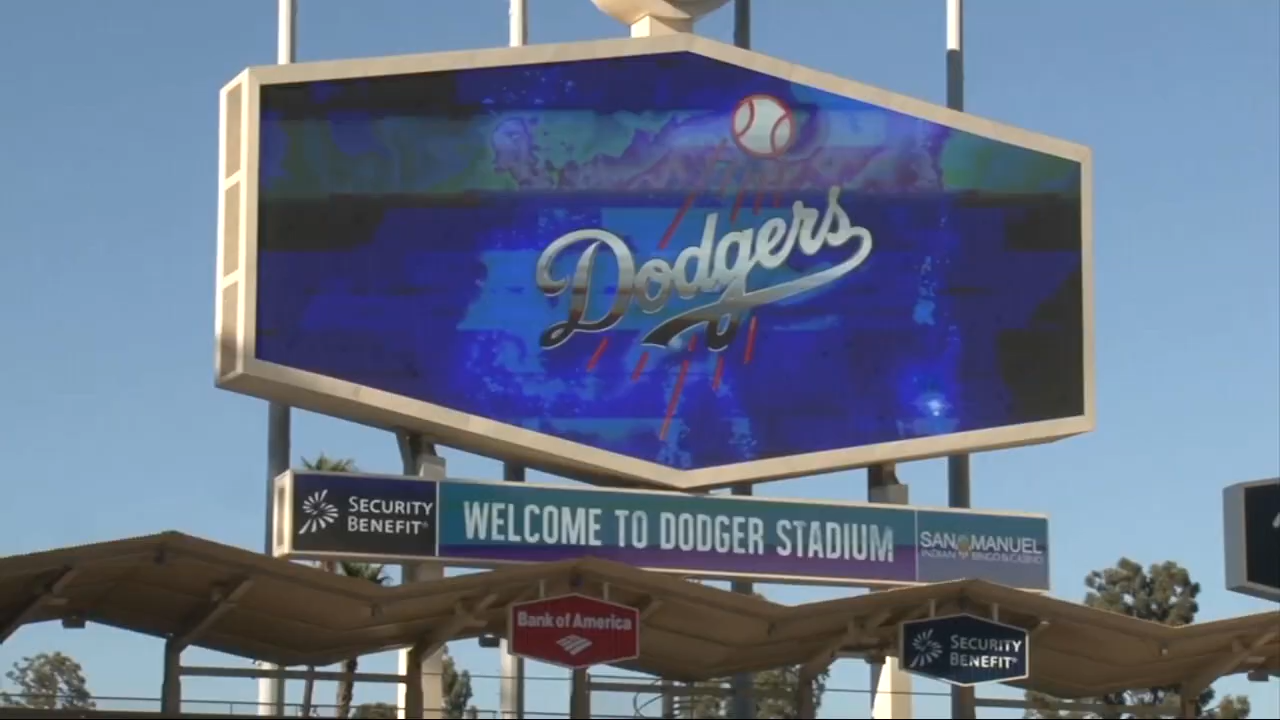 Dodgers
SECURITY
BENEFIT®
WELCOME TO DODGER STADIUM
SAN MANUEL
INDIAN BINGO & CASINO
Bank of America
SECURITY
BENEFIT®